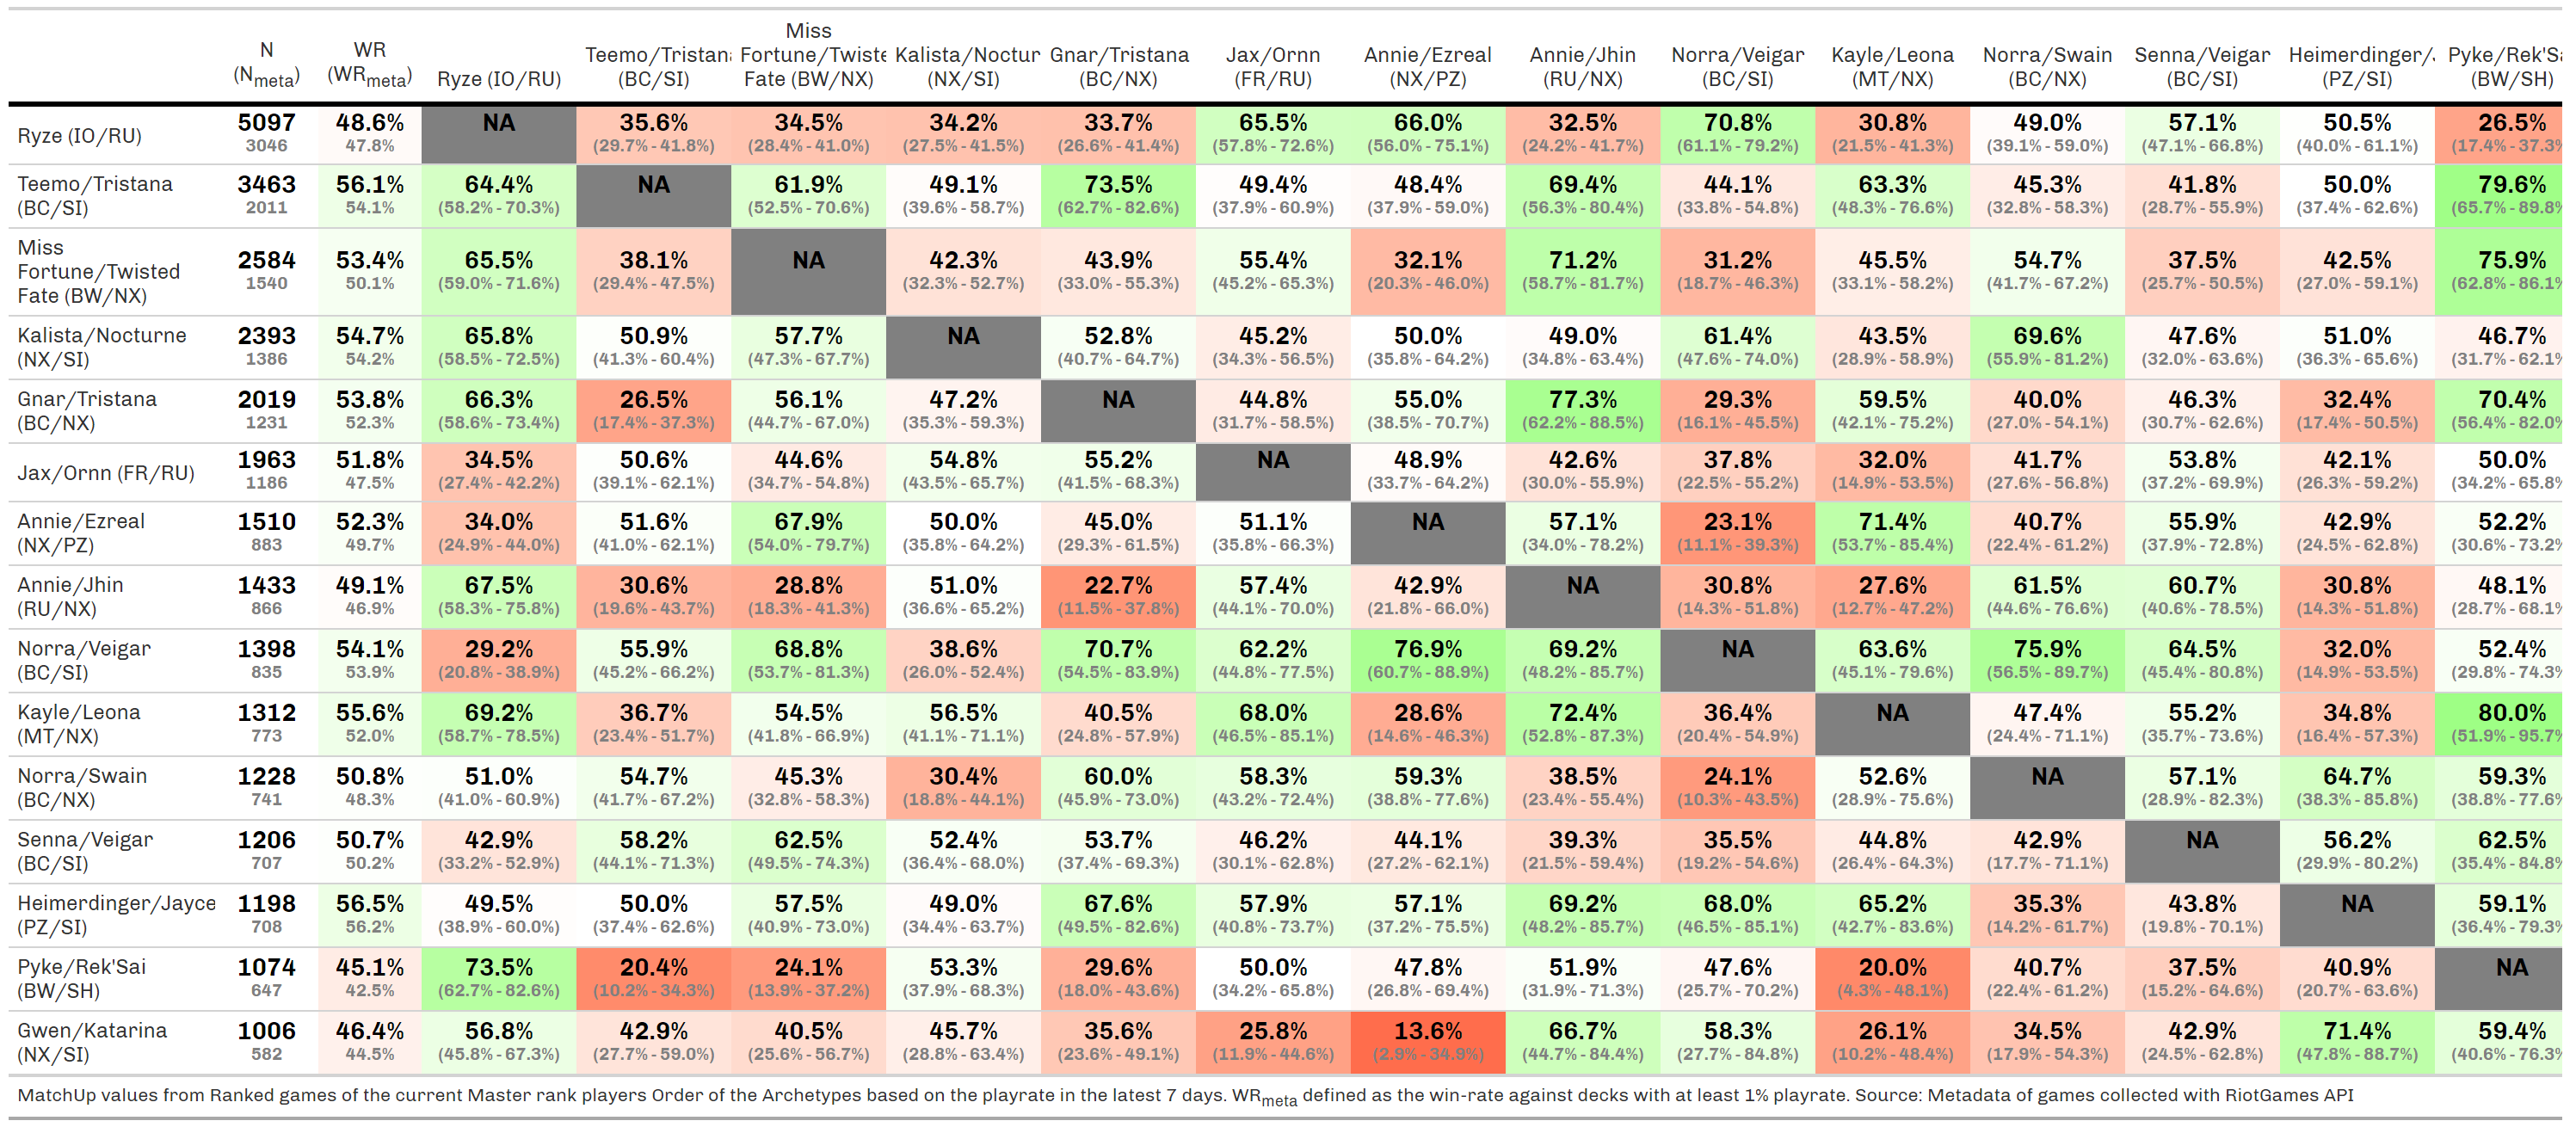 Miss
N WR Teemo/Tristana Fortune/Twiste Kalista/Noctur Gnar/Tristana Jax/Ornn Annie/Ezreal Annie/Jhin Norra/Veigar Kayle/Leona Norra/Swain Senna/Veigar Heimerdinger/J Pyke/Rek'Sa
(Nmeta) (WRmeta) Ryze (IO/RU) (BC/SI) Fate (BW/NX) (NX/SI) (BC/NX) (FR/RU) (NX/PZ) (RU/NX) (BC/SI) (MT/NX) (BC/NX) (BC/SI) (PZ/SI) (BW/SH)
Ryze (IO/RU) 5097 48.6% NA 35.6% 34.5% 34.2% 33.7% 65.5% 66.0% 32.5% 70.8% 30.8% 49.0% 57.1% 50.5% 26.5%
3046 47.8% (29.7% - 41.8%) (28.4% - 41.0%) (27.5% - 41.5%) (26.6% - 41.4%) (57.8% - 72.6%) (56.0% - 75.1%) (24.2% - 41.7%) (61.1% - 79.2%) (21.5% - 41.3%) (39.1% - 59.0%) (47.1% - 66.8%) (40.0% - 61.1%) (17.4% - 37.3%
Teemo/Tristana 3463 56.1% 64.4% NA 61.9% 49.1% 73.5% 49.4% 48.4% 69.4% 44.1% 63.3% 45.3% 41.8% 50.0% 79.6%
(BC/SI) 2011 54.1% (58.2% - 70.3%) (52.5% - 70.6%) (39.6% - 58.7%) (62.7% - 82.6%) (37.9% - 60.9%) (37.9% - 59.0%) (56.3% - 80.4%) (33.8% - 54.8%) (48.3% - 76.6%) (32.8% - 58.3%) (28.7% - 55.9%) (37.4% - 62.6%) (65.7% - 89.8%
Miss
Fortune/Twisted 2584 53.4% 65.5% 38.1% NA 42.3% 43.9% 55.4% 32.1% 71.2% 31.2% 45.5% 54.7% 37.5% 42.5% 75.9%
Fate (BW/NX) 1540 50.1% (59.0% - 71.6%) (29.4% - 47.5%) (32.3% - 52.7%) (33.0% - 55.3%) (45.2% - 65.3%) (20.3% - 46.0%) (58.7% - 81.7%) (18.7% - 46.3%) (33.1% - 58.2%) (41.7% - 67.2%) (25.7% - 50.5%) (27.0% - 59.1%) (62.8% - 86.1%
Kalista/Nocturne 2393 54.7% 65.8% 50.9% 57.7% NA 52.8% 45.2% 50.0% 49.0% 61.4% 43.5% 69.6% 47.6% 51.0% 46.7%
(NX/SI) 1386 54.2% (58.5% - 72.5%) (41.3% - 60.4%) (47.3% - 67.7%) (40.7% - 64.7%) (34.3% - 56.5%) (35.8% - 64.2%) (34.8% - 63.4%) (47.6% - 74.0%) (28.9% - 58.9%) (55.9% - 81.2%) (32.0% - 63.6%) (36.3% - 65.6%) (31.7% - 62.1%
Gnar/Tristana 2019 53.8% 66.3% 26.5% 56.1% 47.2% NA 44.8% 55.0% 77.3% 29.3% 59.5% 40.0% 46.3% 32.4% 70.4%
(BC/NX) 1231 52.3% (58.6% - 73.4%) (17.4% - 37.3%) (44.7% - 67.0%) (35.3% - 59.3%) (31.7% - 58.5%) (38.5% - 70.7%) (62.2% - 88.5%) (16.1% - 45.5%) (42.1% - 75.2%) (27.0% - 54.1%) (30.7% - 62.6%) (17.4% - 50.5%) (56.4% - 82.0%
Jax/Ornn (FR/RU) 1963 51.8% 34.5% 50.6% 44.6% 54.8% 55.2% NA 48.9% 42.6% 37.8% 32.0% 41.7% 53.8% 42.1% 50.0%
1186 47.5% (27.4% - 42.2%) (39.1% - 62.1%) (34.7% - 54.8%) (43.5% - 65.7%) (41.5% - 68.3%) (33.7% - 64.2%) (30.0% - 55.9%) (22.5% - 55.2%) (14.9% - 53.5%) (27.6% - 56.8%) (37.2% - 69.9%) (26.3% - 59.2%) (34.2% - 65.8%
Annie/Ezreal 1510 52.3% 34.0% 51.6% 67.9% 50.0% 45.0% 51.1% NA 57.1% 23.1% 71.4% 40.7% 55.9% 42.9% 52.2%
(NX/PZ) 883 49.7% (24.9% - 44.0%) (41.0% - 62.1%) (54.0% - 79.7%) (35.8% - 64.2%) (29.3% - 61.5%) (35.8% - 66.3%) (34.0% - 78.2%) (11.1% - 39.3%) (53.7% - 85.4%) (22.4% - 61.2%) (37.9% - 72.8%) (24.5% - 62.8%) (30.6% - 73.2%
Annie/Jhin 1433 49.1% 67.5% 30.6% 28.8% 51.0% 22.7% 57.4% 42.9% NA 30.8% 27.6% 61.5% 60.7% 30.8% 48.1%
(RU/NX) 866 46.9% (58.3% - 75.8%) (19.6% - 43.7%) (18.3% - 41.3%) (36.6% - 65.2%) (11.5% - 37.8%) (44.1% - 70.0%) (21.8% - 66.0%) (14.3% - 51.8%) (12.7% - 47.2%) (44.6% - 76.6%) (40.6% - 78.5%) (14.3% - 51.8%) (28.7% - 68.1%
Norra/Veigar 1398 54.1% 29.2% 55.9% 68.8% 38.6% 70.7% 62.2% 76.9% 69.2% NA 63.6% 75.9% 64.5% 32.0% 52.4%
(BC/SI) 835 53.9% (20.8% - 38.9%) (45.2% - 66.2%) (53.7% - 81.3%) (26.0% - 52.4%) (54.5% - 83.9%) (44.8% - 77.5%) (60.7% - 88.9%) (48.2% - 85.7%) (45.1% - 79.6%) (56.5% - 89.7%) (45.4% - 80.8%) (14.9% - 53.5%) (29.8% - 74.3%
Kayle/Leona 1312 55.6% 69.2% 36.7% 54.5% 56.5% 40.5% 68.0% 28.6% 72.4% 36.4% NA 47.4% 55.2% 34.8% 80.0%
(MT/NX) 773 52.0% (58.7% - 78.5%) (23.4% - 51.7%) (41.8% - 66.9%) (41.1% - 71.1%) (24.8% - 57.9%) (46.5% - 85.1%) (14.6% - 46.3%) (52.8% - 87.3%) (20.4% - 54.9%) (24.4% - 71.1%) (35.7% - 73.6%) (16.4% - 57.3%) (51.9% - 95.7%
Norra/Swain 1228 50.8% 51.0% 54.7% 45.3% 30.4% 60.0% 58.3% 59.3% 38.5% 24.1% 52.6% NA 57.1% 64.7% 59.3%
(BC/NX) 741 48.3% (41.0% - 60.9%) (41.7% - 67.2%) (32.8% - 58.3%) (18.8% - 44.1%) (45.9% - 73.0%) (43.2% - 72.4%) (38.8% - 77.6%) (23.4% - 55.4%) (10.3% - 43.5%) (28.9% - 75.6%) (28.9% - 82.3%) (38.3% - 85.8%) (38.8% - 77.6%
Senna/Veigar 1206 50.7% 42.9% 58.2% 62.5% 52.4% 53.7% 46.2% 44.1% 39.3% 35.5% 44.8% 42.9% NA 56.2% 62.5%
(BC/SI) 707 50.2% (33.2% - 52.9%) (44.1% - 71.3%) (49.5% - 74.3%) (36.4% - 68.0%) (37.4% - 69.3%) (30.1% - 62.8%) (27.2% - 62.1%) (21.5% - 59.4%) (19.2% - 54.6%) (26.4% - 64.3%) (17.7% - 71.1%) (29.9% - 80.2%) (35.4% - 84.8%
Heimerdinger/Jayce 1198 56.5% 49.5% 50.0% 57.5% 49.0% 67.6% 57.9% 57.1% 69.2% 68.0% 65.2% 35.3% 43.8% NA 59.1%
(PZ/SI) 708 56.2% (38.9% - 60.0%) (37.4% - 62.6%) (40.9% - 73.0%) (34.4% - 63.7%) (49.5% - 82.6%) (40.8% - 73.7%) (37.2% - 75.5%) (48.2% - 85.7%) (46.5% - 85.1%) (42.7% - 83.6%) (14.2% - 61.7%) (19.8% - 70.1%) (36.4% - 79.3%
Pyke/Rek'Sai 1074 45.1% 73.5% 20.4% 24.1% 53.3% 29.6% 50.0% 47.8% 51.9% 47.6% 20.0% 40.7% 37.5% 40.9% NA
(BW/SH) 647 42.5% (62.7% - 82.6%) (10.2% - 34.3%) (13.9% - 37.2%) (37.9% - 68.3%) (18.0% - 43.6%) (34.2% - 65.8%) (26.8% - 69.4%) (31.9% - 71.3%) (25.7% - 70.2%) (4.3% - 48.1%) (22.4% - 61.2%) (15.2% - 64.6%) (20.7% - 63.6%)
Gwen/Katarina 1006 46.4% 56.8% 42.9% 40.5% 45.7% 35.6% 25.8% 13.6% 66.7% 58.3% 26.1% 34.5% 42.9% 71.4% 59.4%
(NX/SI) 582 44.5% (45.8% - 67.3%) (27.7% - 59.0%) (25.6% - 56.7%) (28.8% - 63.4%) (23.6% - 49.1%) (11.9% - 44.6%) (2.9% - 34.9%) (44.7% - 84.4%) (27.7% - 84.8%) (10.2% - 48.4%) (17.9% - 54.3%) (24.5% - 62.8%) (47.8% - 88.7%) (40.6% - 76.3%
MatchUp values from Ranked games of the current Master rank players Order of the Archetypes based on the playrate in the latest 7 days. WRmeta defined as the win-rate against decks with at least 1% playrate. Source: Metadata of games collected with RiotGames API